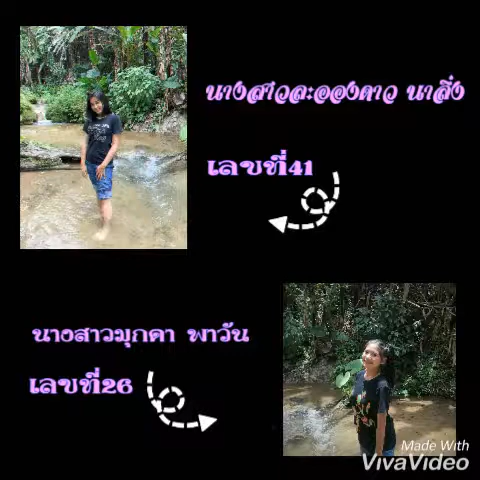 นางสาวละอองดาว นาสิ่ง
เลขที่41
นางสาวมุกดา พาวัน
เลขที่26
Made With
VivaVideo